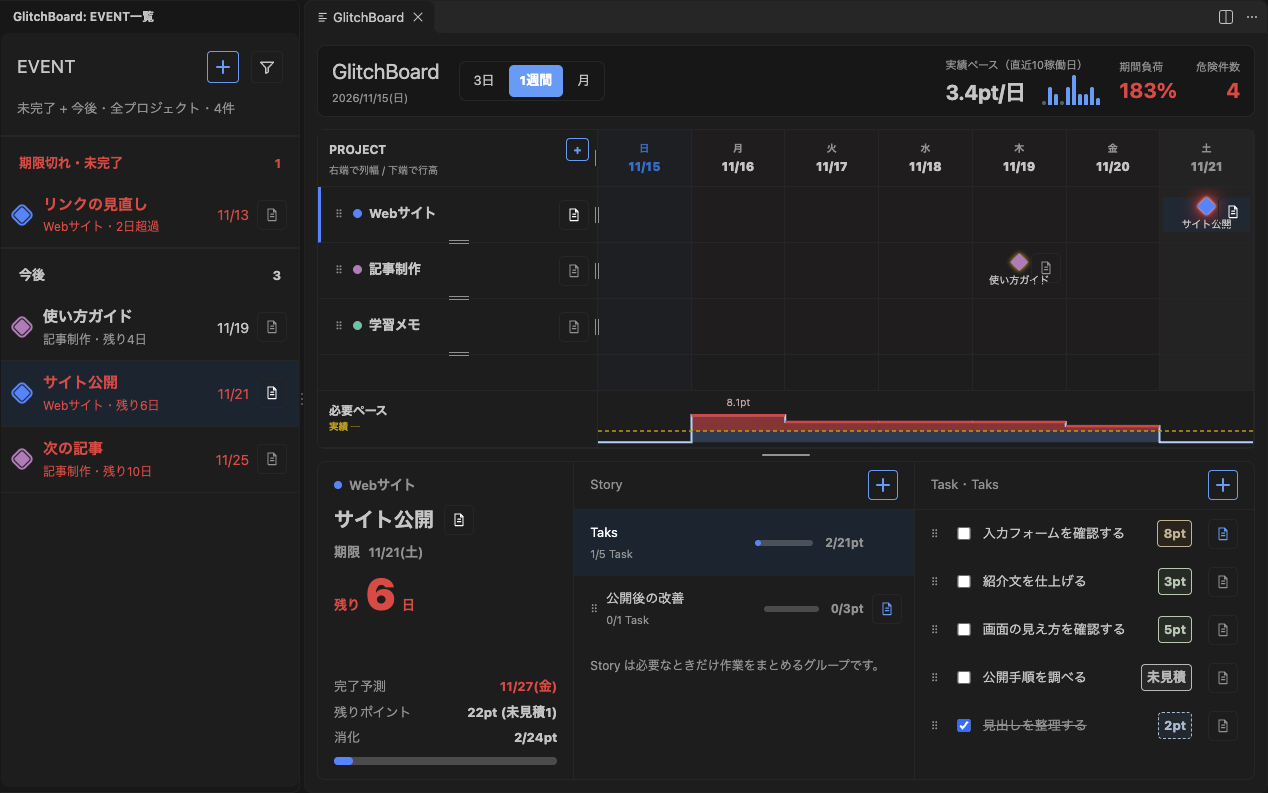 GlitchBoard: EVENT一覧
EVENT
未完了 + 今後・全プロジェクト・4件
期限切れ・未完了 1
リンクの見直し 11/13
Webサイト・2日超過
今後 3
使い方ガイド 11/19
記事制作・残り4日
サイト公開 11/21
Webサイト・残り6日
次の記事 11/25
記事制作・残り10日
GlitchBoard
GlitchBoard
2026/11/15(日)
3日 1週間 月
実績ペース（直近10稼働日）
3.4pt/日
期間負荷
183%
危険件数
4
PROJECT
右端で列幅 / 下端で行高
日 月 火 水 木 金 土
11/15 11/16 11/17 11/18 11/19 11/20 11/21
Webサイト
サイト公開
記事制作
使い方ガイド
学習メモ
必要ペース
実績
8.1pt
Webサイト
サイト公開
期限 11/21(土)
残り 6 日
完了予測 11/27(金)
残りポイント 22pt (未見積1)
消化 2/24pt
Story
Taks
1/5 Task
2/21pt
公開後の改善
0/1 Task
0/3pt
Story は必要なときだけ作業をまとめるグループです。
Task・Taks
入力フォームを確認する 8pt
紹介文を仕上げる 3pt
画面の見え方を確認する 5pt
公開手順を調べる 未見積
見出しを整理する 2pt